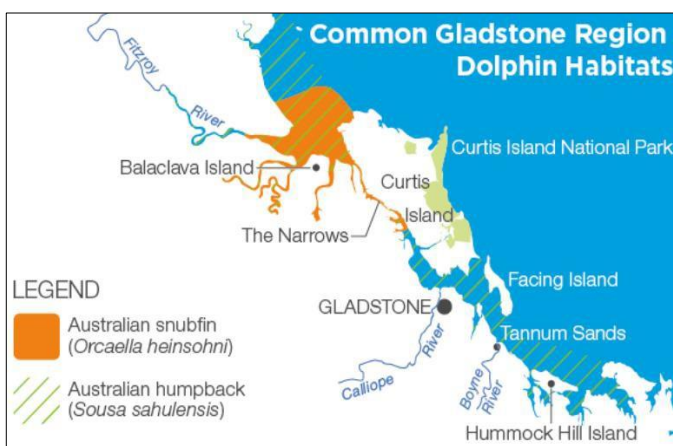 Common Gladstone Region
Dolphin Habitats
Fitzroy
River
Balaclava Island
Curtis Island National Park
Curtis
Island
The Narrows
Facing Island
LEGEND
GLADSTONE
Australian snubfin
(Orcaella heinsohni)
Tannum Sands
Calliope
River
Boyne
River
Australian humpback
(Sousa sahulensis)
Hummock Hill Island